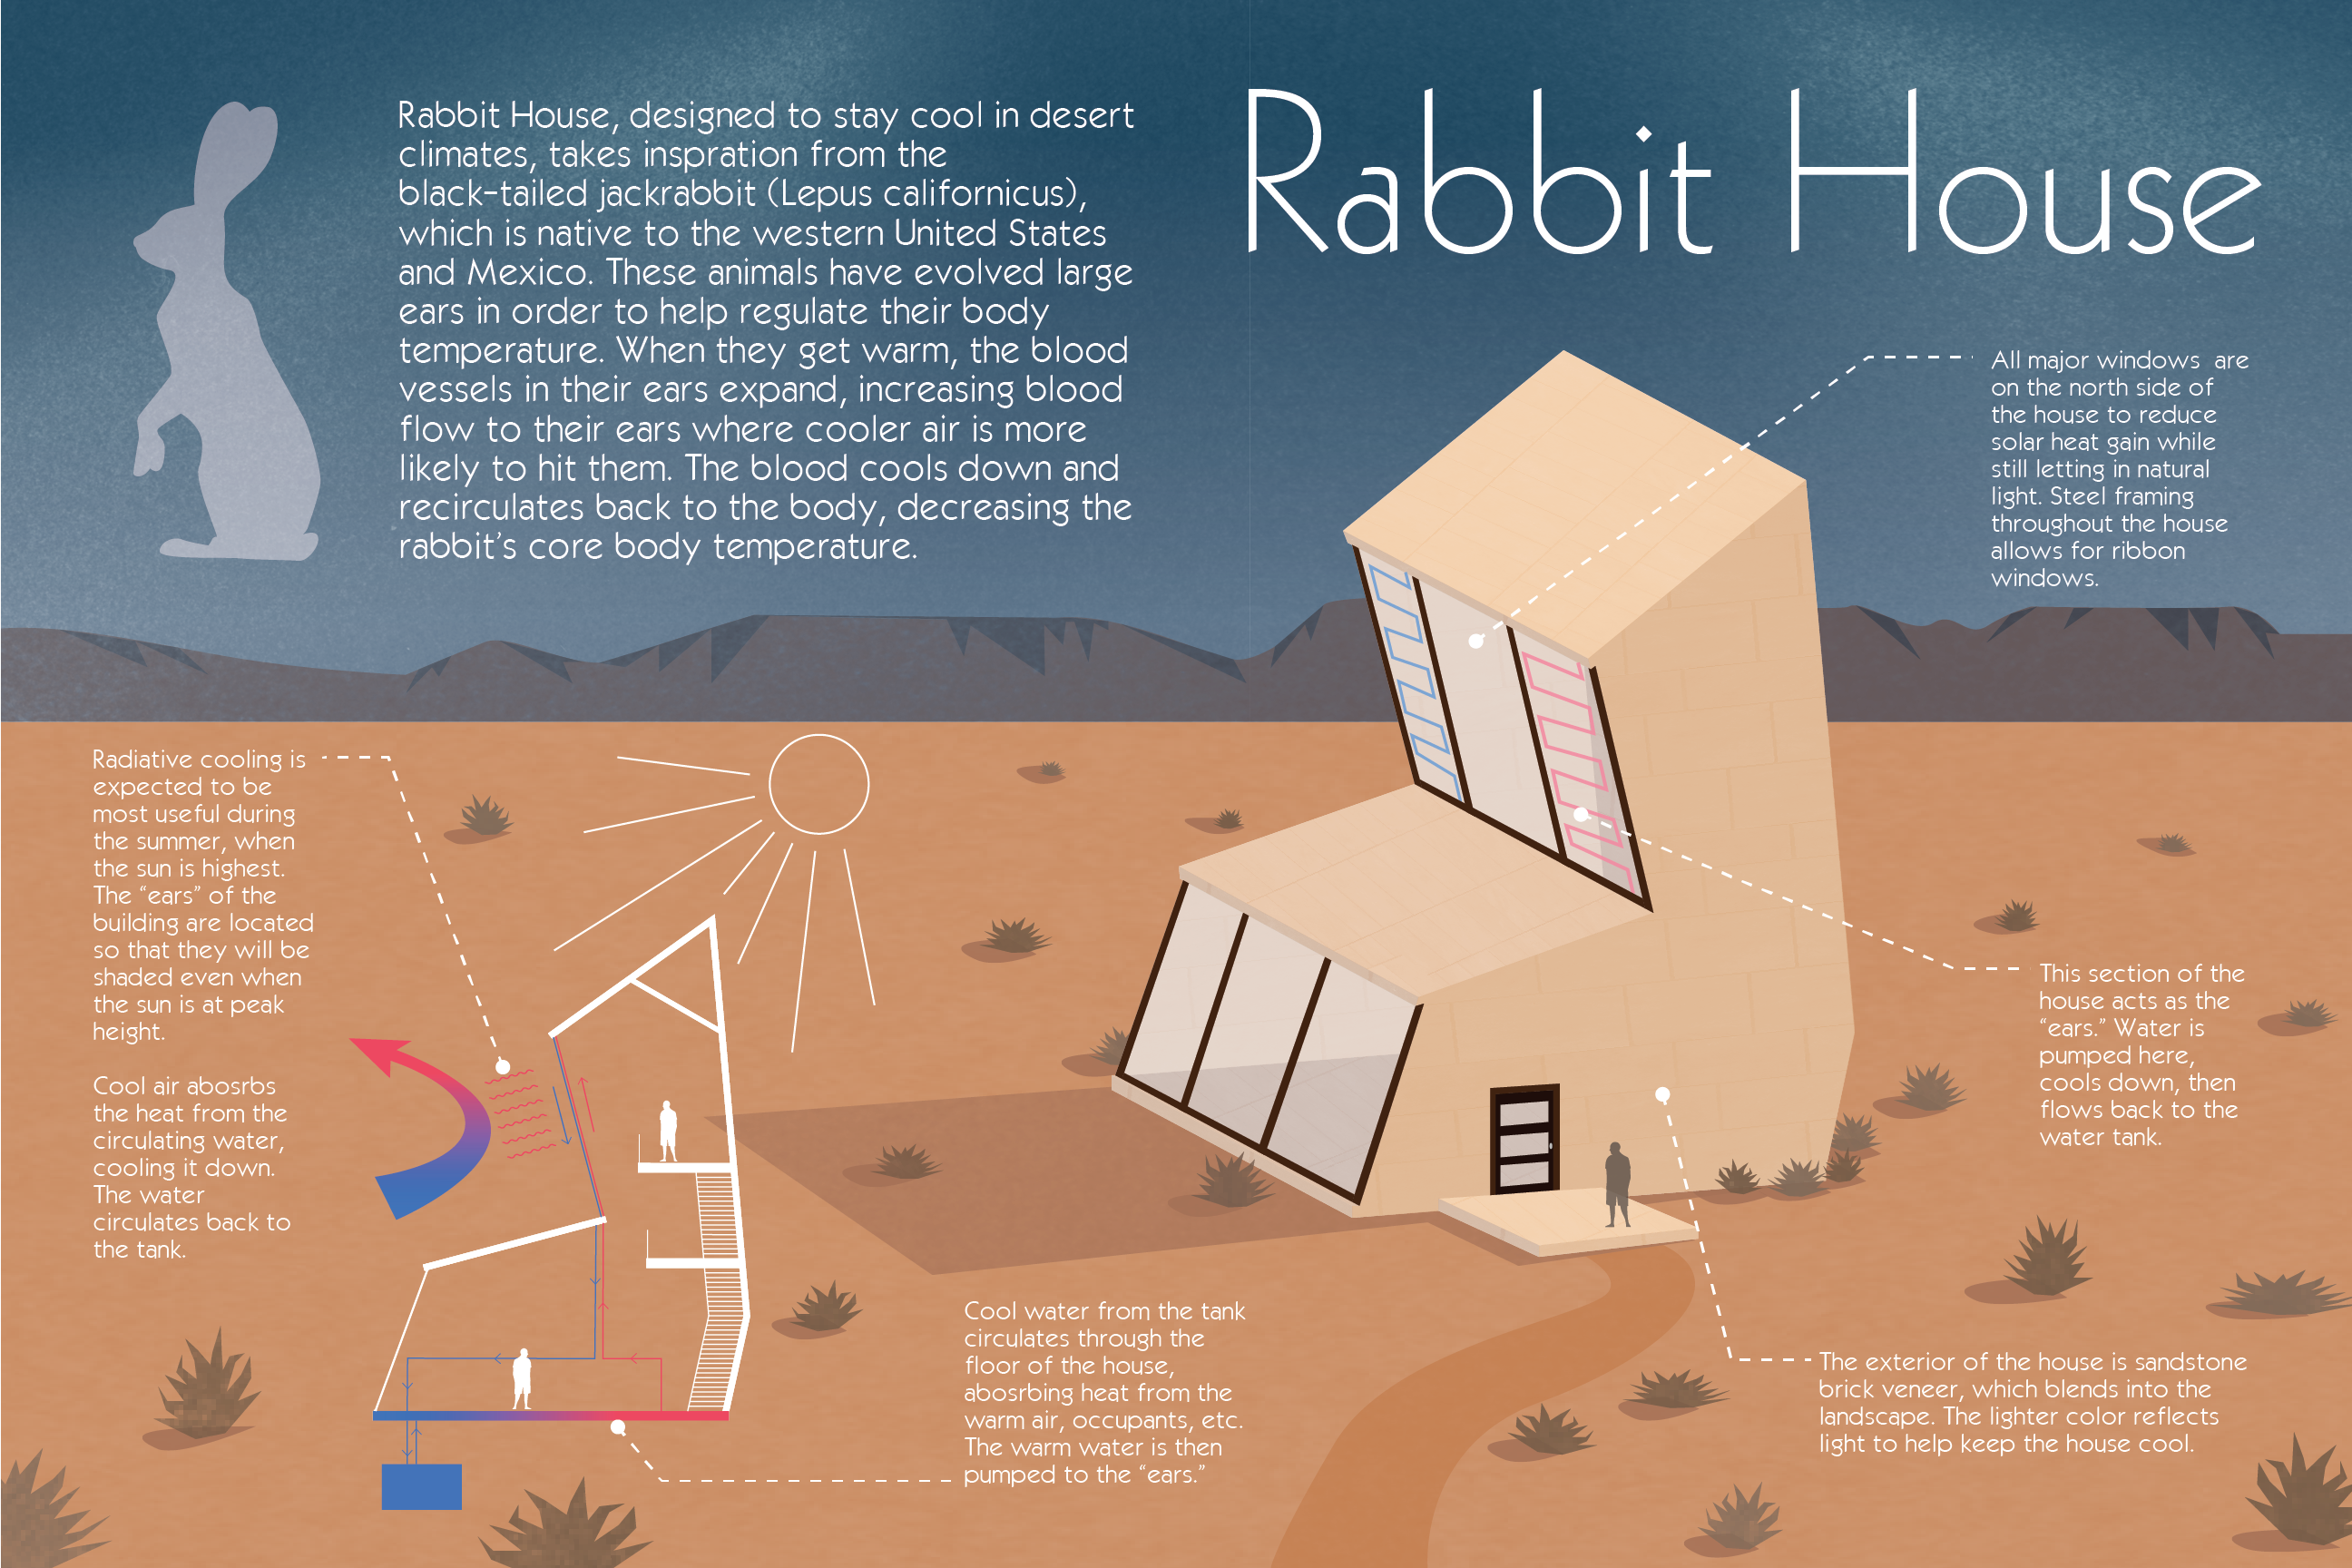 Rabbit House
Rabbit House, designed to stay cool in desert
climates, takes inspration from the
black-tailed jackrabbit (Lepus californicus),
which is native to the western United States
and Mexico. These animals have evolved large
ears in order to help regulate their body
temperature. When they get warm, the blood
vessels in their ears expand, increasing blood
flow to their ears where cooler air is more
likely to hit them. The blood cools down and
recirculates back to the body, decreasing the
rabbit's core body temperature.
All major windows are
on the north side of
the house to reduce
solar heat gain while
still letting in natural
light. Steel framing
throughout the house
allows for ribbon
windows.
Radiative cooling is
expected to be
most useful during
the summer, when
the sun is highest.
The “ears” of the
building are located
so that they will be
shaded even when
the sun is at peak
height.
Cool air abosrbs
the heat from the
circulating water,
cooling it down.
The water
circulates back to
the tank.
This section of the
house acts as the
“ears.” Water is
pumped here,
cools down, then
flows back to the
water tank.
Cool water from the tank
circulates through the
floor of the house,
abosrbing heat from the
warm air, occupants, etc.
The warm water is then
pumped to the “ears.”
The exterior of the house is sandstone
brick veneer, which blends into the
landscape. The lighter color reflects
light to help keep the house cool.